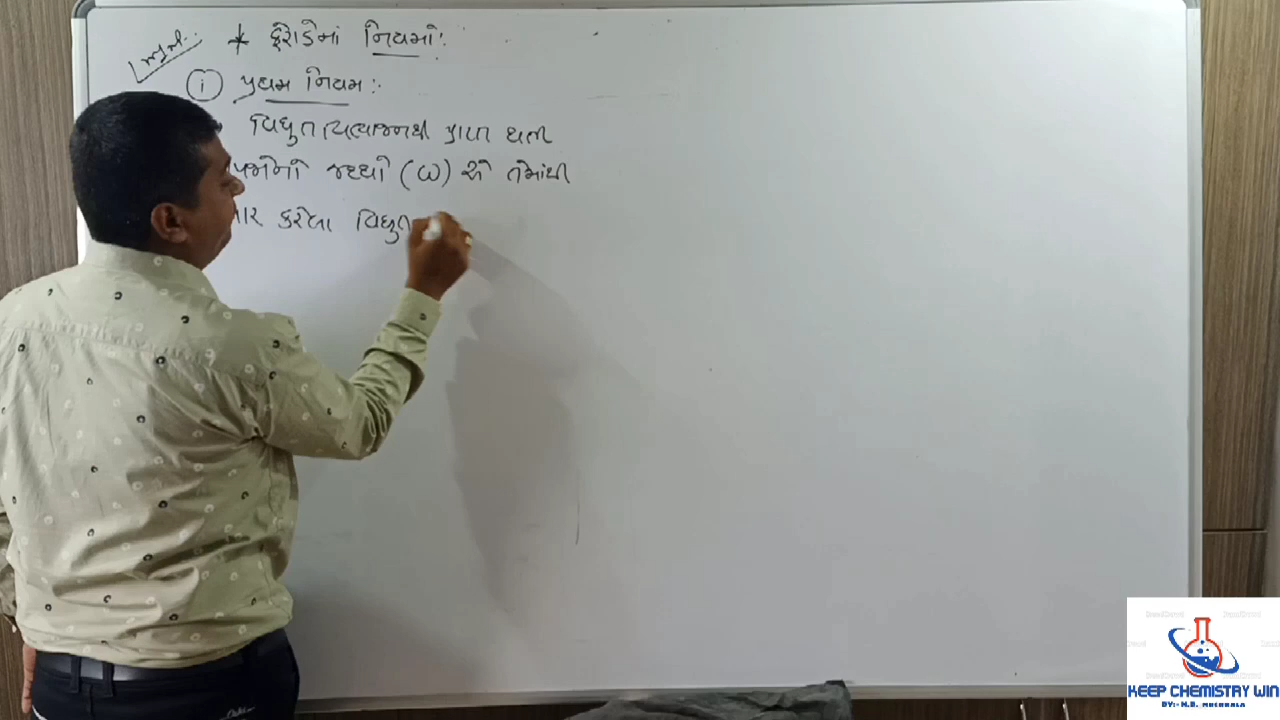 * ફેરાડેનાં નિયમો :
(i) પ્રથમ નિયમ :-
વિદ્યુતવિભાજનથી પ્રાપ્ત થતી
જથ્થો (W) એ તેમાંથી
સાર કરેલા વિદ્યુત
KEEP CHEMISTRY WIN